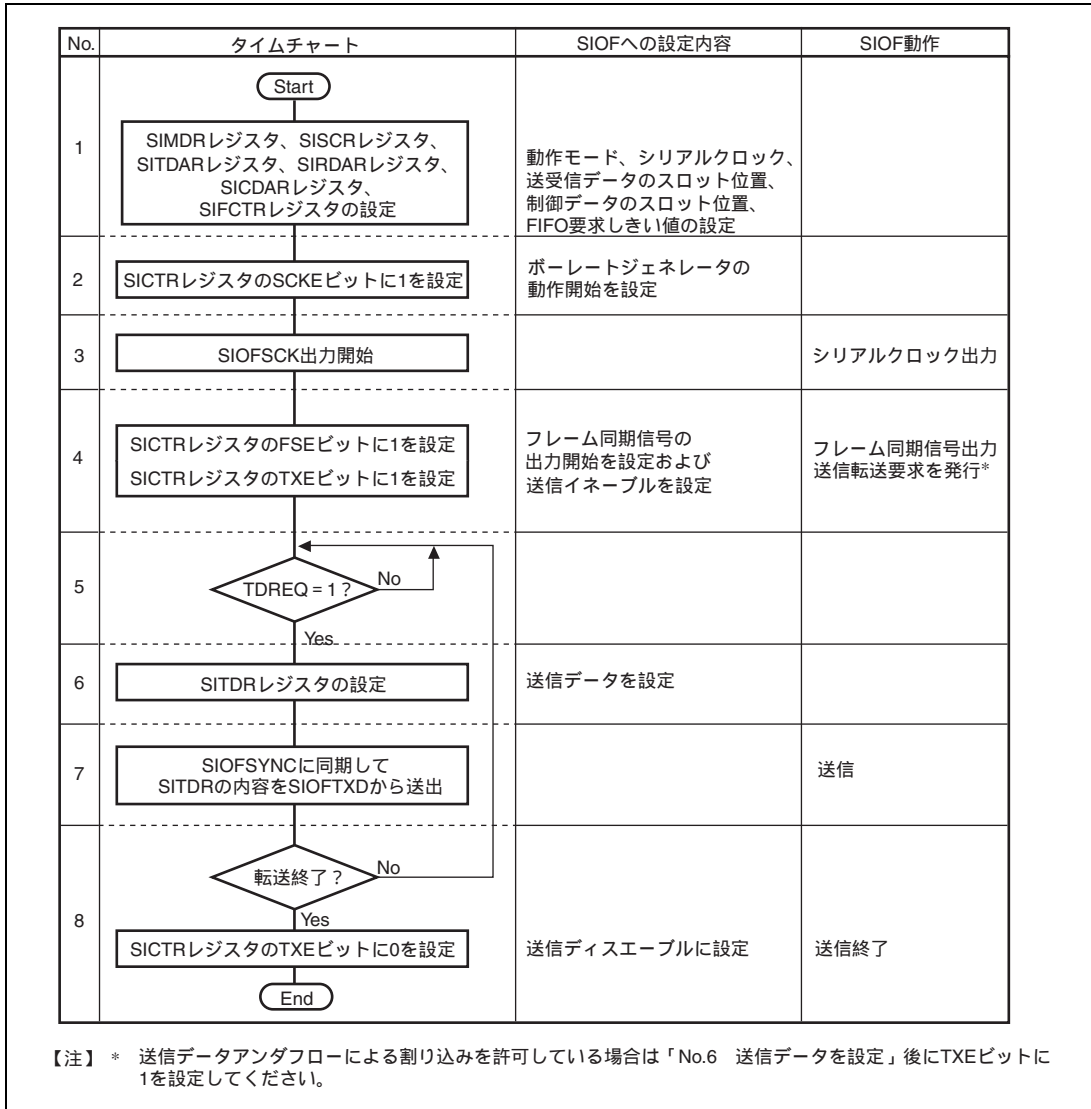 No. タイムチャート SIOFへの設定内容 SIOF動作
Start
1
SIMDRレジスタ、SISCRレジスタ、
SITDARレジスタ、SIRDARレジスタ、
SICDARレジスタ、
SIFCTRレジスタの設定
動作モード、シリアルクロック、
送受信データのスロット位置、
制御データのスロット位置、
FIFO要求しきい値の設定
2
SICTRレジスタのSCKEビットに1を設定
ボーレートジェネレータの
動作開始を設定
3
SIOFSCK出力開始
シリアルクロック出力
4
SICTRレジスタのFSEビットに1を設定
SICTRレジスタのTXEビットに1を設定
フレーム同期信号の
出力開始を設定および
送信イネーブルを設定
フレーム同期信号出力
送信転送要求を発行*
5
TDREQ = 1？
No
Yes
6
SITDRレジスタの設定
送信データを設定
7
SIOFSYNCに同期して
SITDRの内容をSIOFTXDから送出
送信
8
転送終了？
No
Yes
SICTRレジスタのTXEビットに0を設定
送信ディスエーブルに設定
送信終了
End
【注】 * 送信データアンダフローによる割り込みを許可している場合は「No.6 送信データを設定」後にTXEビットに
1を設定してください。